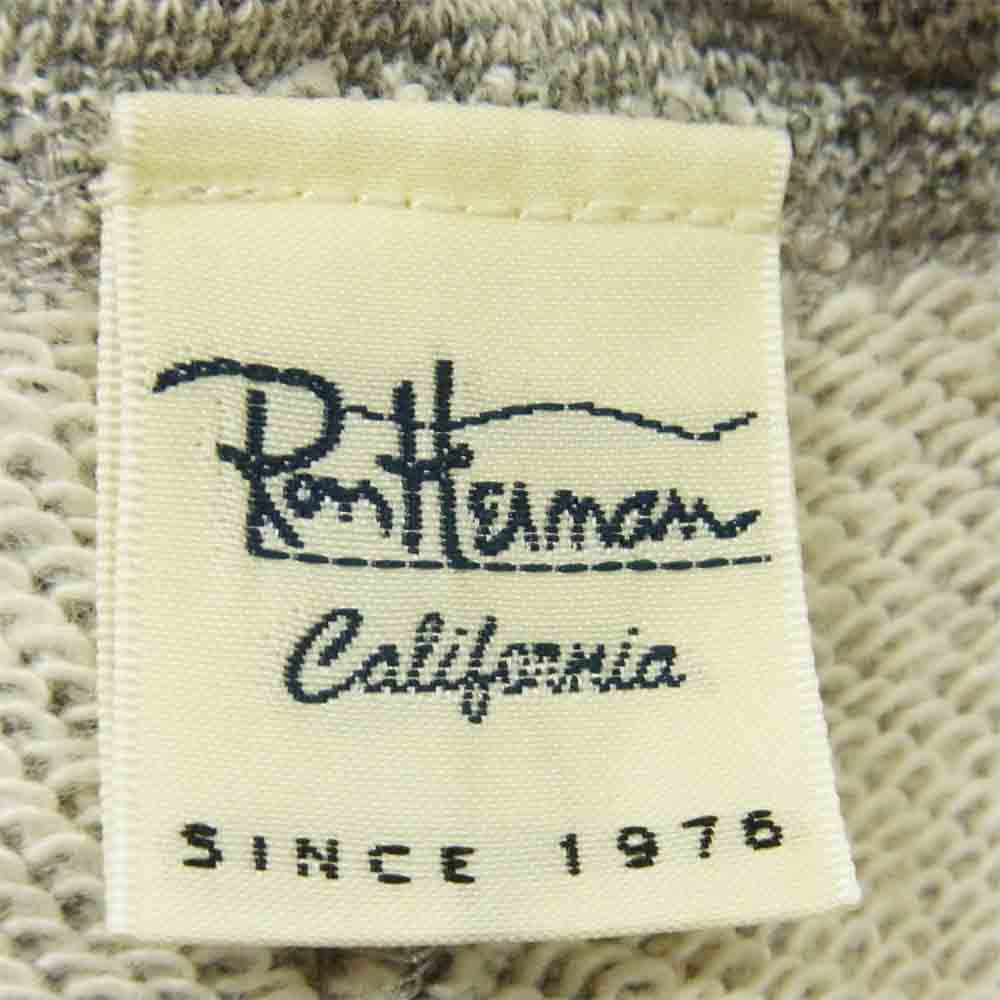 Ron Herman
California
SINCE 1976